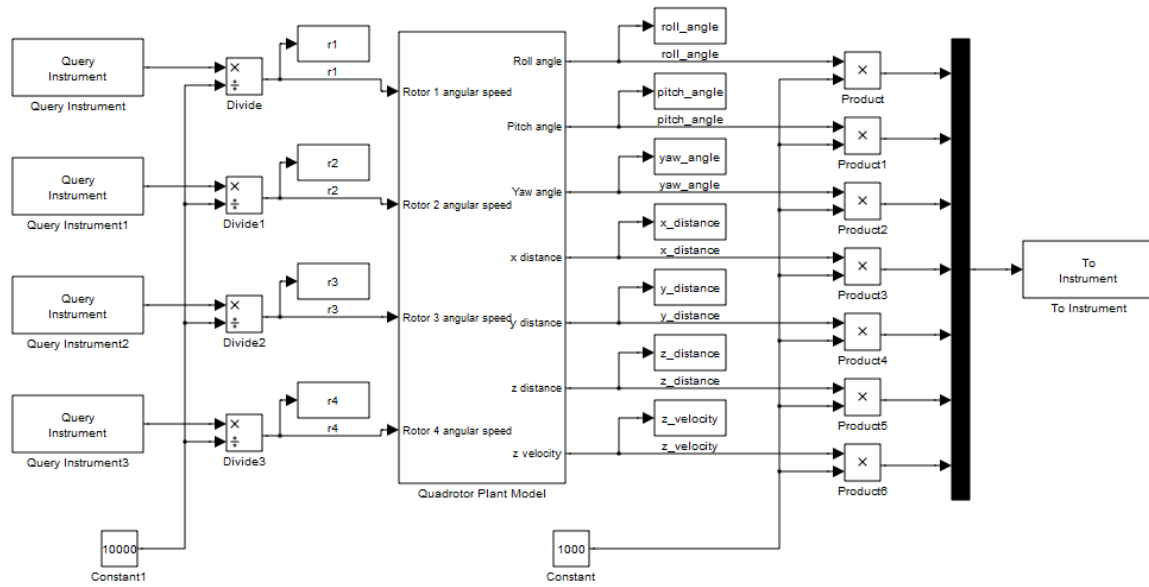 Query
Instrument
Query Instrument
×
÷
Divide
r1
r1
Query
Instrument
Query Instrument1
×
÷
Divide1
r2
r2
Query
Instrument
Query Instrument2
×
÷
Divide2
r3
r3
Query
Instrument
Query Instrument3
×
÷
Divide3
r4
r4
10000
Constant1
Rotor 1 angular speed
Rotor 2 angular speed
Rotor 3 angular speed
Rotor 4 angular speed
Roll angle
Pitch angle
Yaw angle
x distance
y distance
z distance
z velocity
Quadrotor Plant Model
roll_angle
roll_angle
pitch_angle
pitch_angle
yaw_angle
yaw_angle
x_distance
x_distance
y_distance
y_distance
z_distance
z_distance
z_velocity
z_velocity
1000
Constant
×
Product
×
Product1
×
Product2
×
Product3
×
Product4
×
Product5
×
Product6
To
Instrument
To Instrument